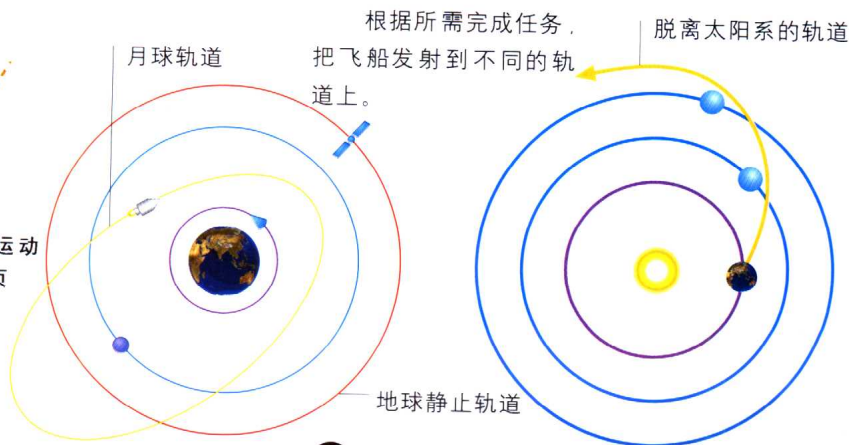 根据所需完成任务，
把飞船发射到不同的轨
道上。
脱离太阳系的轨道
月球轨道
运动
页
地球静止轨道